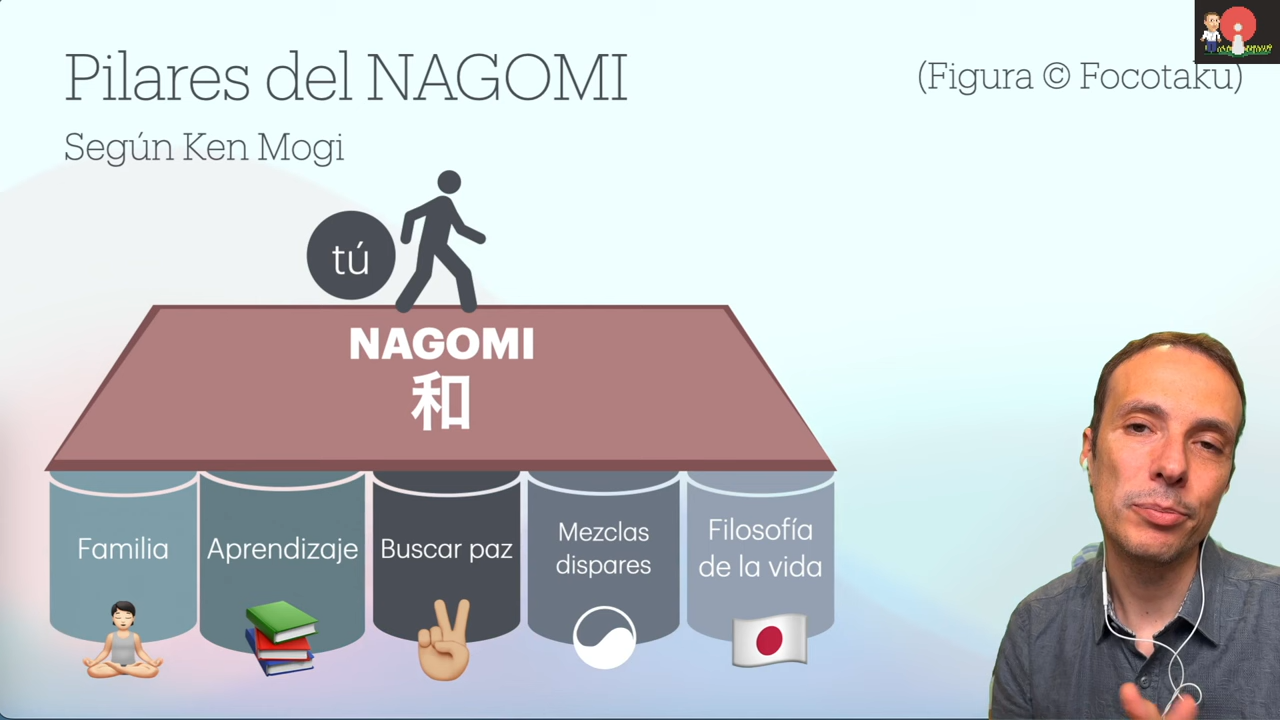 Pilares del NAGOMI
(Figura © Focotaku)
Según Ken Mogi
tú
NAGOMI
和
Familia
Aprendizaje
Buscar paz
Mezclas
dispares
Filosofía
de la vida